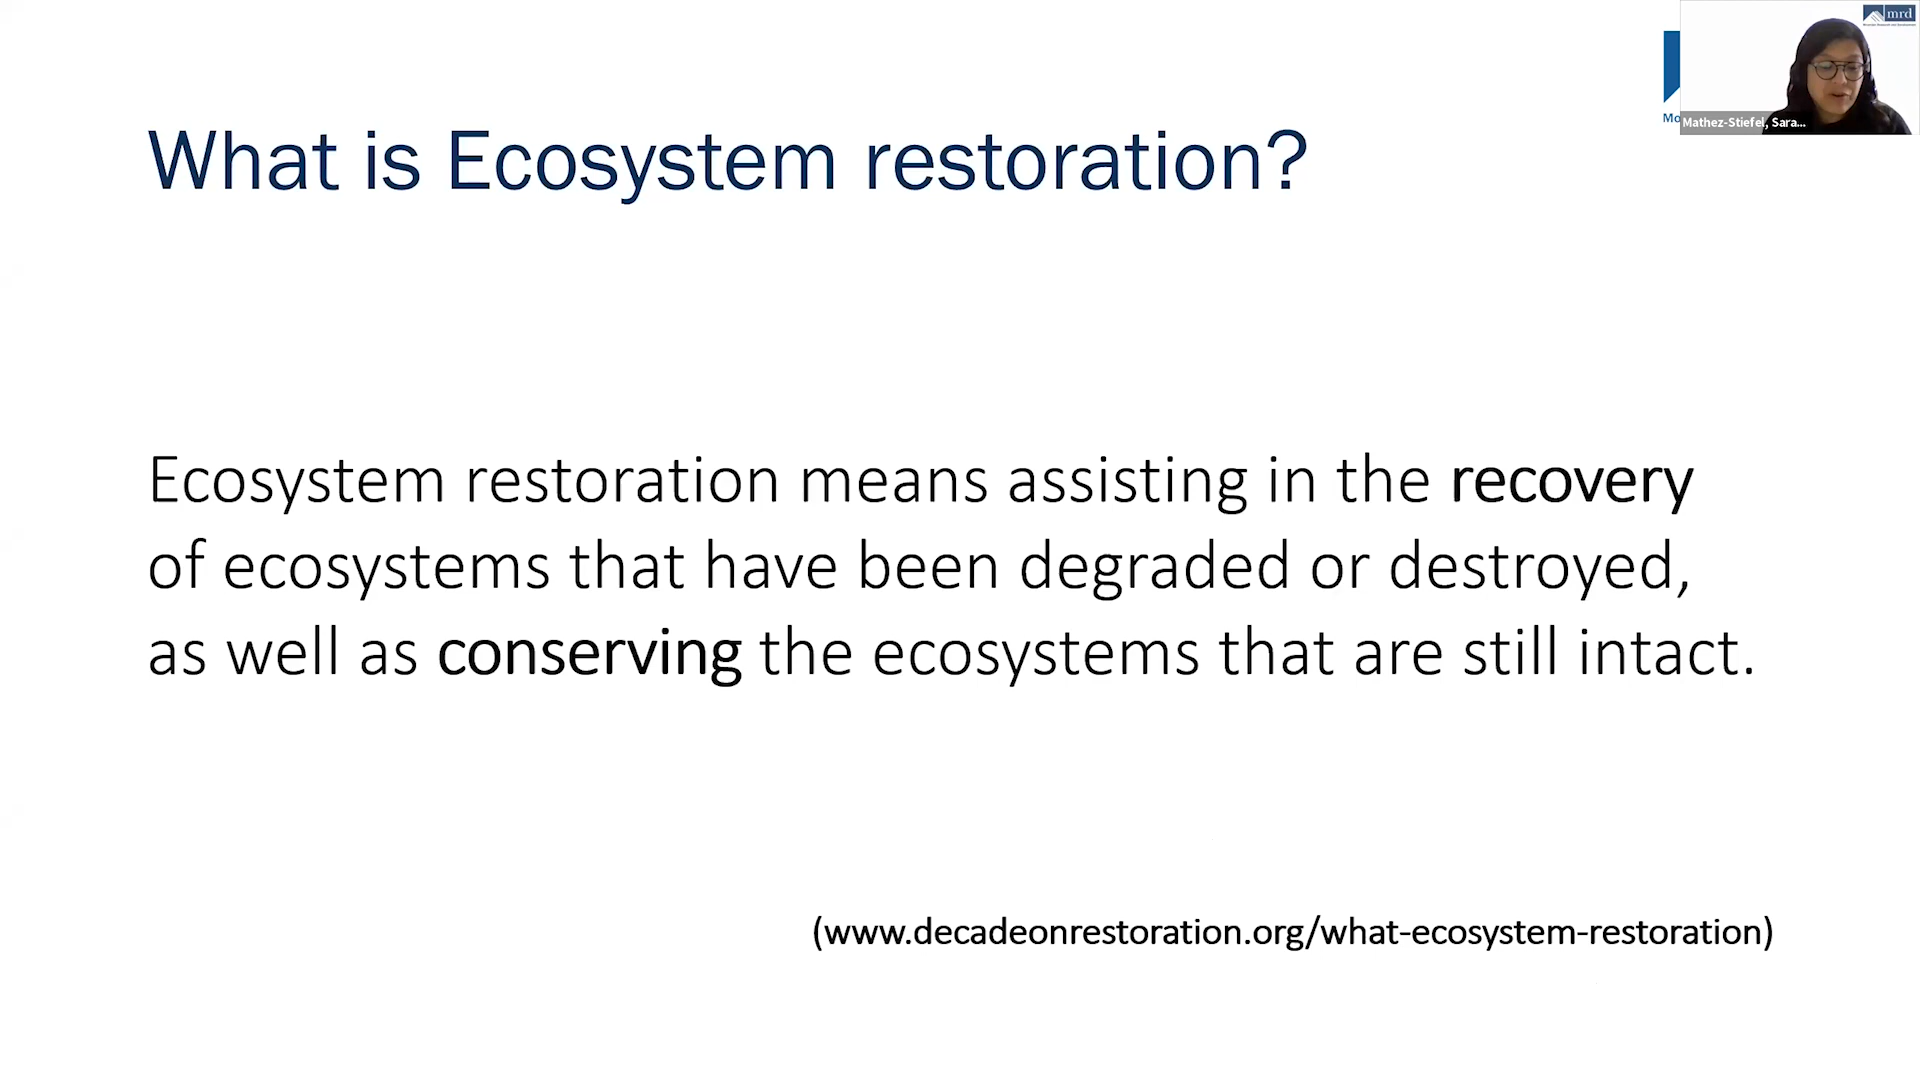 mrd
Mo
Mathez-Stiefel, Sara...
What is Ecosystem restoration?
Ecosystem restoration means assisting in the recovery
of ecosystems that have been degraded or destroyed,
as well as conserving the ecosystems that are still intact.
(www.decadeonrestoration.org/what-ecosystem-restoration)